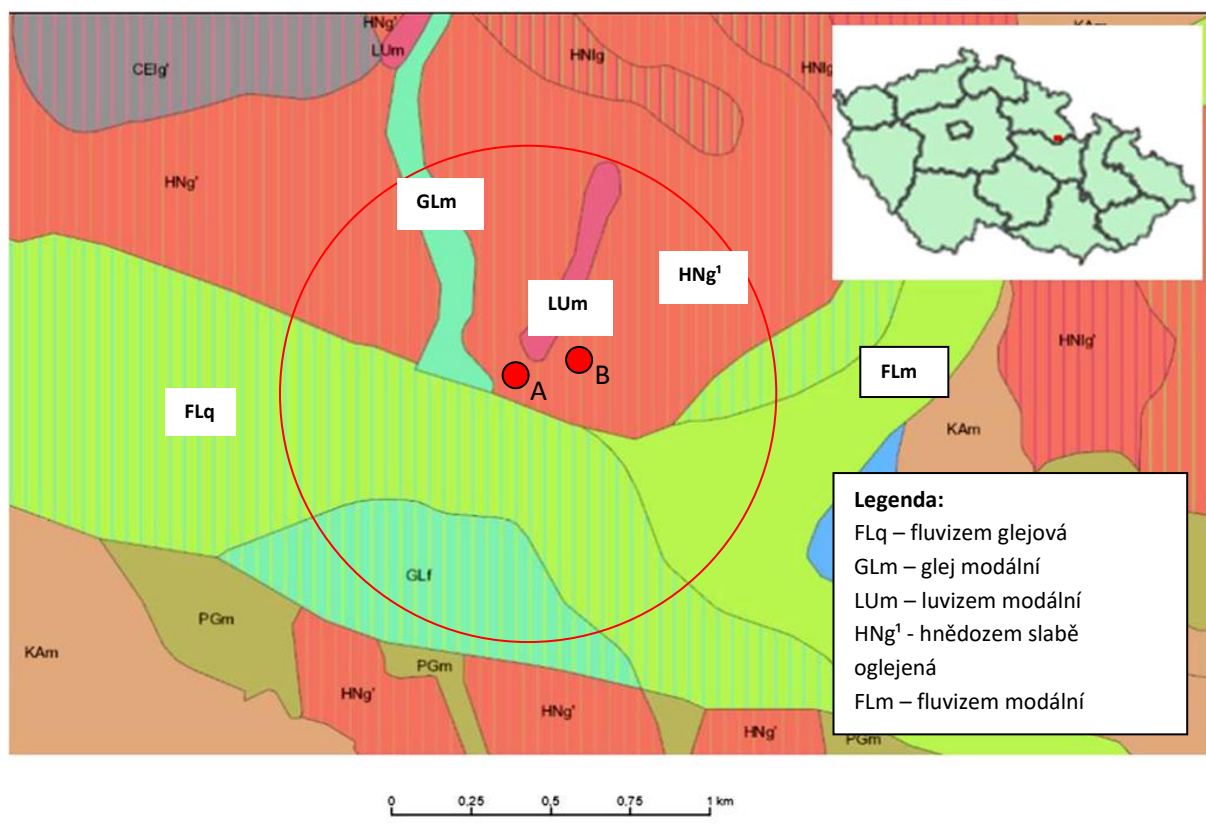 HNg'
KAm
LUm
HNlg
HNlg
CElg'
HNg'
GLm
HNg¹
LUm
HNlg'
A
B
FLm
FLq
KAm
Legenda:
FLq – fluvizem glejová
GLm – glej modální
LUm – luvizem modální
HNg¹ - hnědozem slabě
oglejená
FLm – fluvizem modální
GLf
PGm
KAm
PGm
HNg'
HNg'
HNg'
PGm
0 0,25 0,5 0,75 1 km